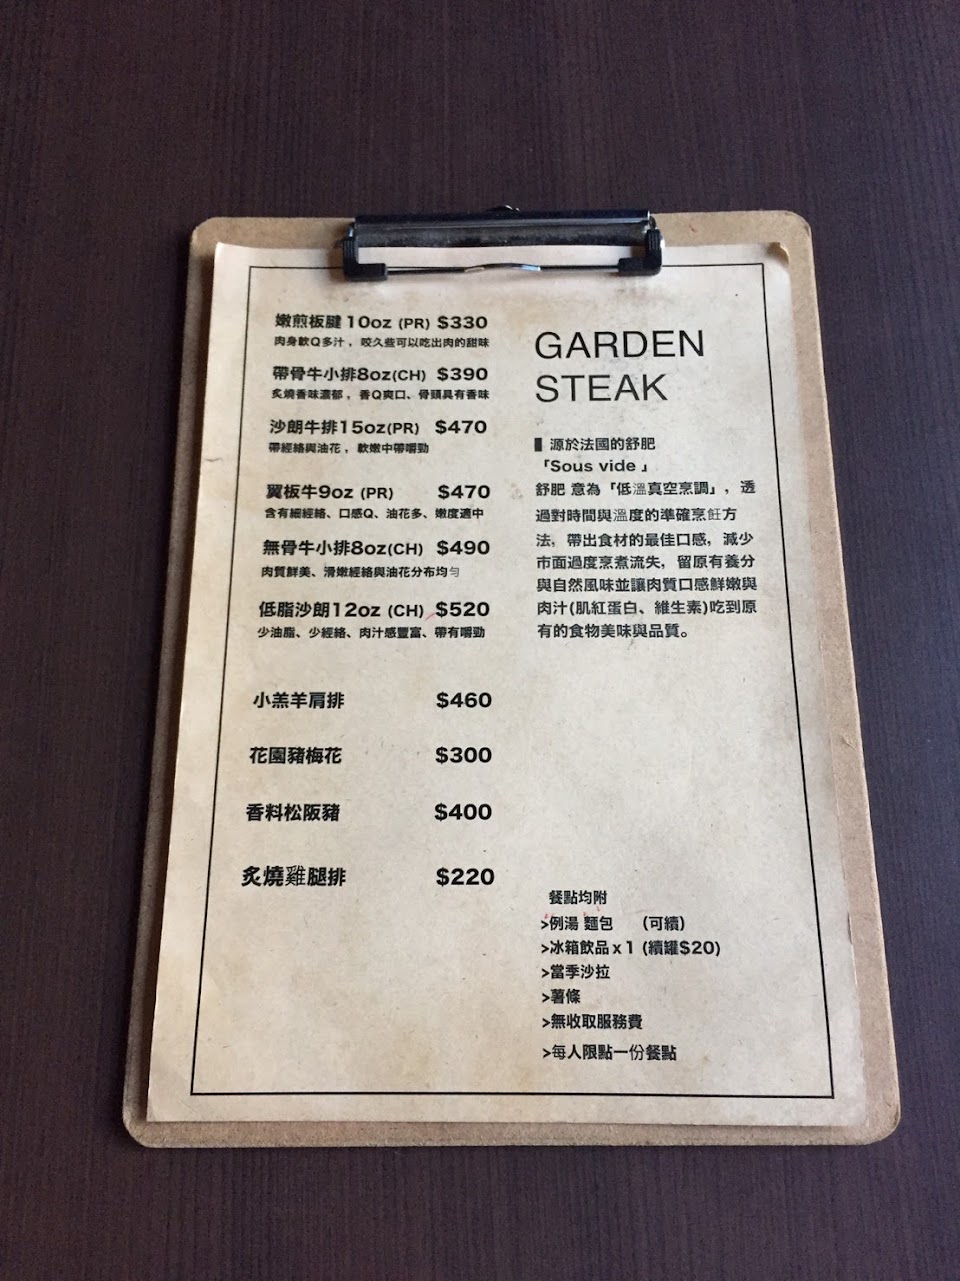 嫩煎板腱10oz (PR) $330
肉身軟Q多汁，咬久些可以吃出肉的甜味
帶骨牛小排8oz(CH) $390
炙燒香味濃郁，香Q爽口、骨頭具有香味
沙朗牛排15oz(PR) $470
帶經絡與油花，軟嫩中帶嚼勁
翼板牛9oz (PR) $470
含有細經絡、口感Q、油花多、嫩度適中
無骨牛小排8oz(CH) $490
肉質鮮美、滑嫩經絡與油花分布均勻
低脂沙朗12oz (CH) $520
少油脂、少經絡、肉汁感豐富、帶有嚼勁
小羔羊肩排 $460
花園豬梅花 $300
香料松阪豬 $400
炙燒雞腿排 $220
GARDEN
STEAK
▋源於法國的舒肥
「Sous vide 」
舒肥 意為「低溫真空烹調」，透
過對時間與溫度的準確烹飪方
法，帶出食材的最佳口感，減少
市面過度烹煮流失，留原有養分
與自然風味並讓肉質口感鮮嫩與
肉汁(肌紅蛋白、維生素)吃到原
有的食物美味與品質。
餐點均附
>例湯 麵包 （可續）
>冰箱飲品 x 1 (續罐$20)
>當季沙拉
>薯條
>無收取服務費
>每人限點一份餐點